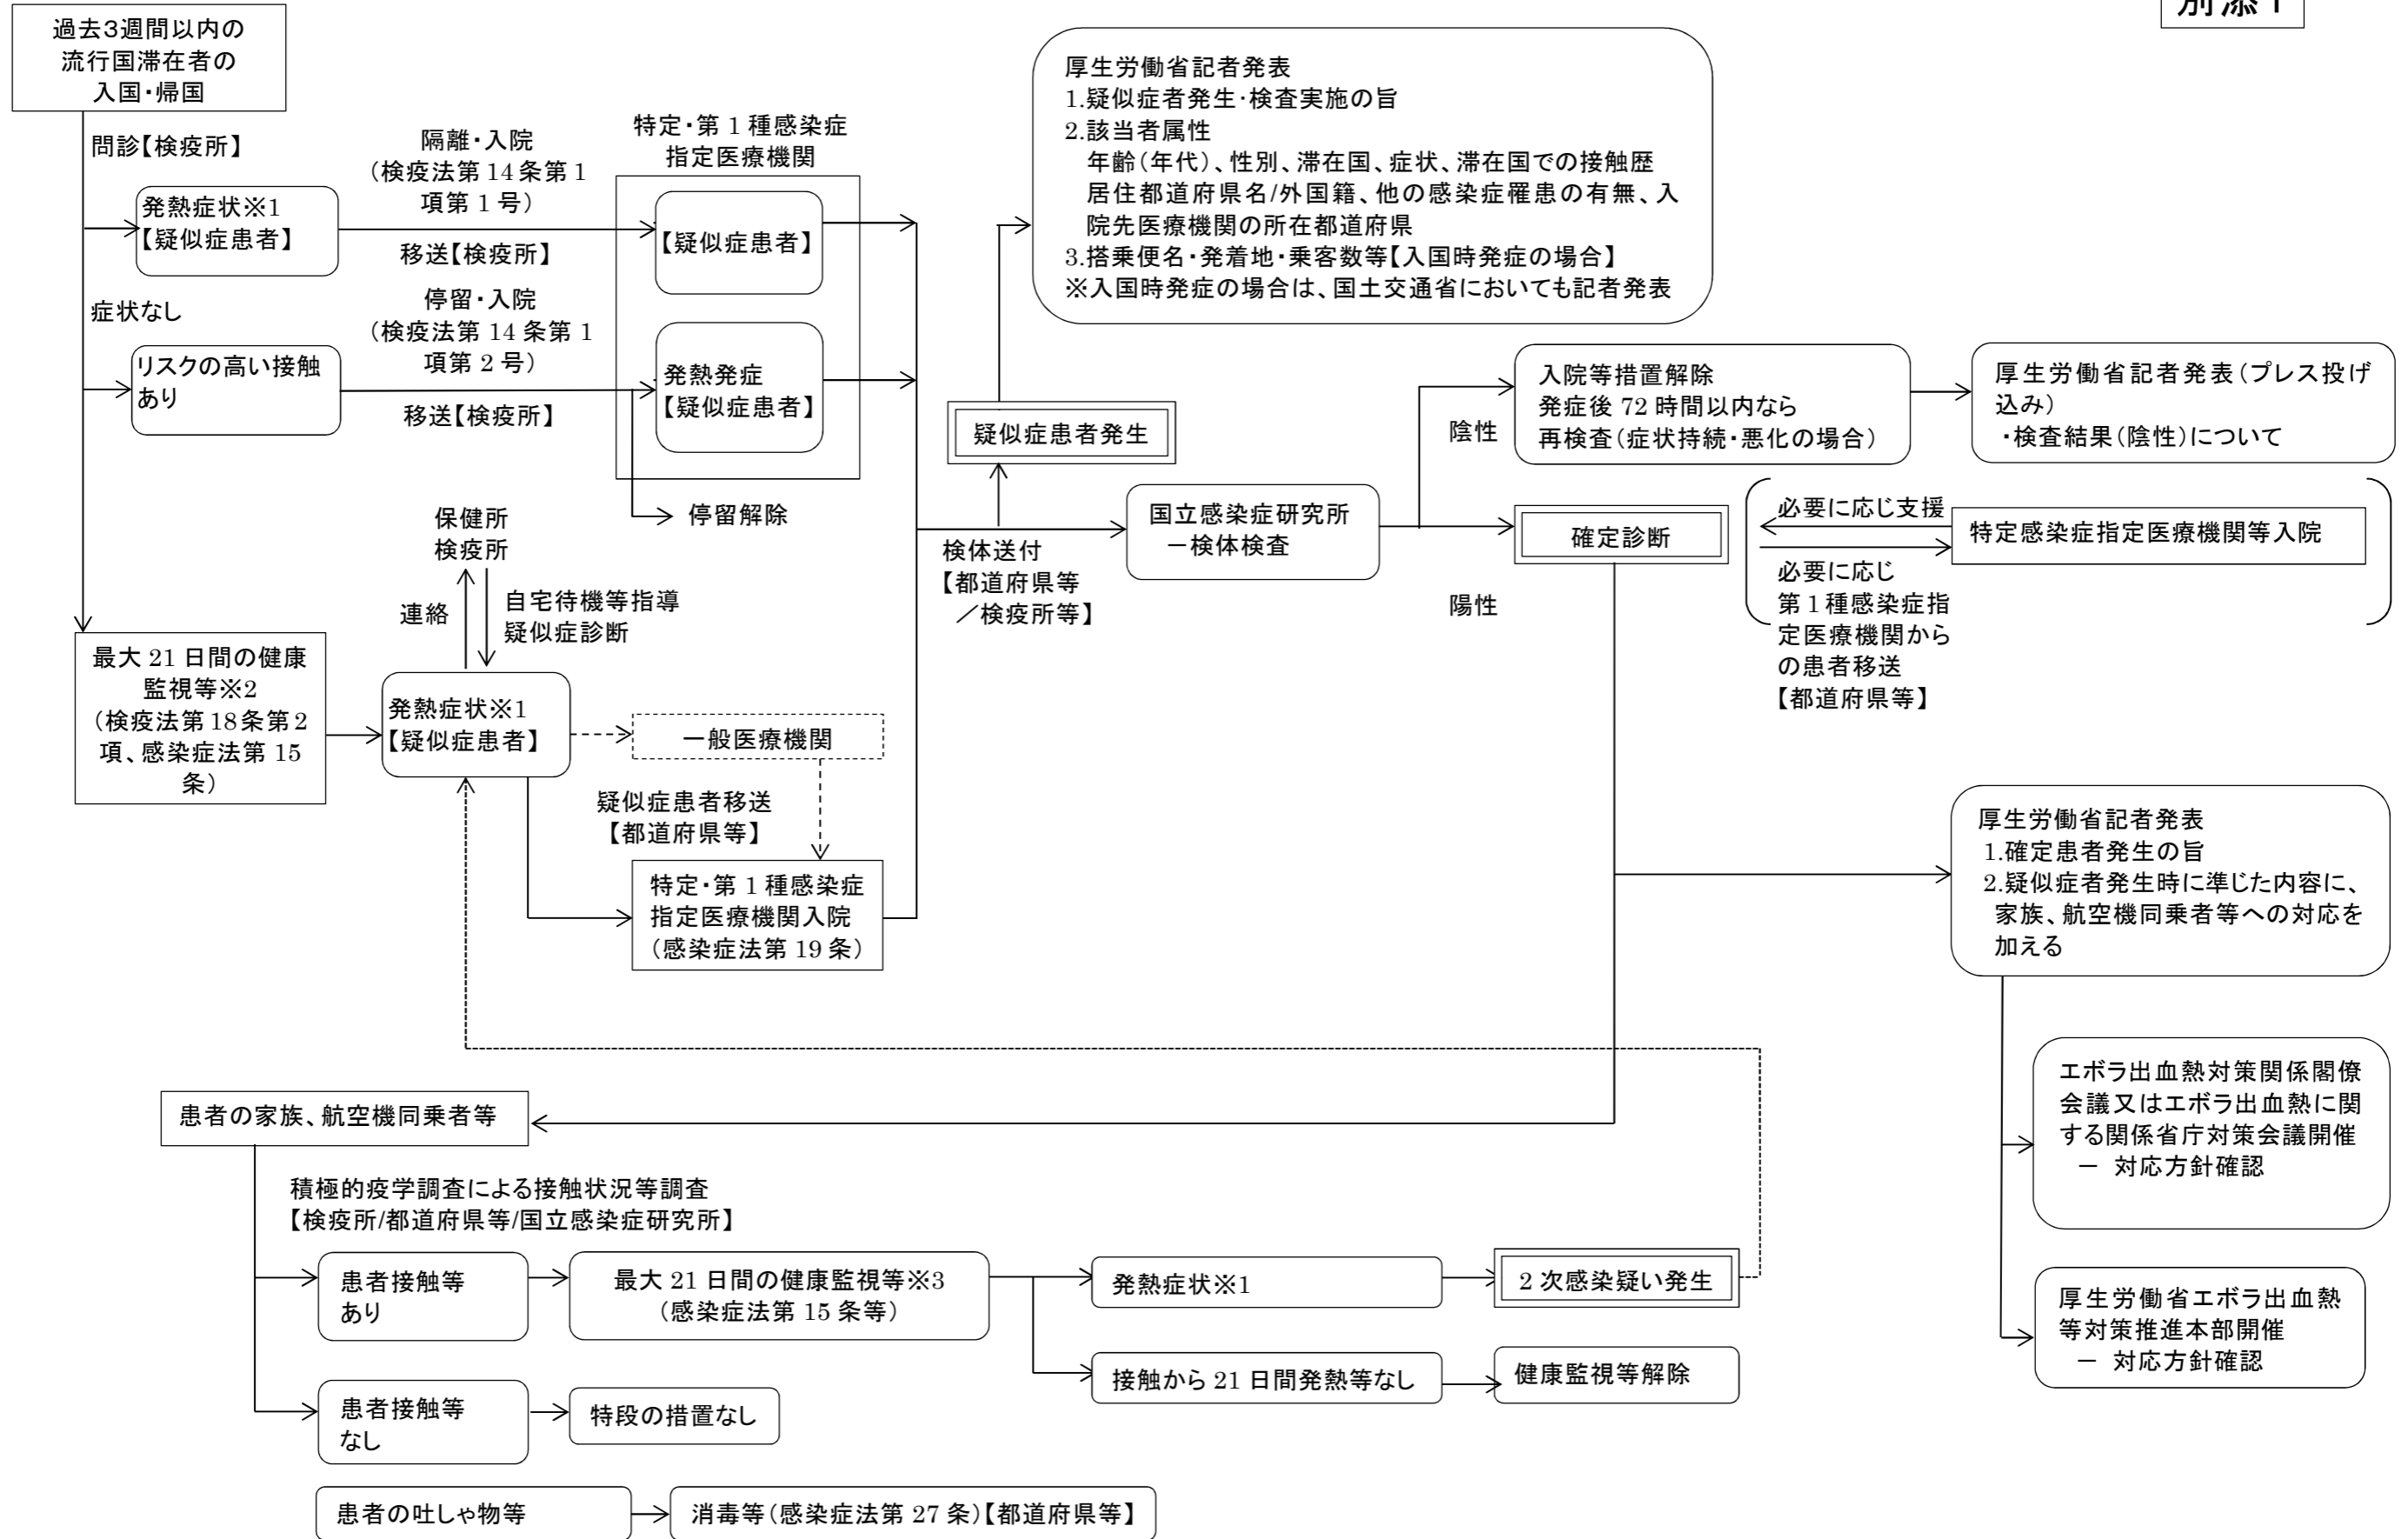 別添1
過去3週間以内の
流行国滞在者の
入国・帰国
問診【検疫所】
発熱症状※1
【疑似症患者】
隔離・入院
（検疫法第 14 条第 1
項第 1 号）
移送【検疫所】
特定・第 1 種感染症
指定医療機関
【疑似症患者】
症状なし
リスクの高い接触
あり
停留・入院
（検疫法第 14 条第 1
項第 2 号）
移送【検疫所】
発熱発症
【疑似症患者】
停留解除
厚生労働省記者発表
1.疑似症者発生・検査実施の旨
2.該当者属性
年齢（年代）、性別、滞在国、症状、滞在国での接触歴
居住都道府県名/外国籍、他の感染症罹患の有無、入
院先医療機関の所在都道府県
3.搭乗便名・発着地・乗客数等【入国時発症の場合】
※入国時発症の場合は、国土交通省においても記者発表
疑似症患者発生
検体送付
【都道府県等
／検疫所等】
国立感染症研究所
－検体検査
陰性
入院等措置解除
発症後 72 時間以内なら
再検査（症状持続・悪化の場合）
厚生労働省記者発表（プレス投げ
込み）
・検査結果（陰性）について
陽性
確定診断
必要に応じ支援
特定感染症指定医療機関等入院
必要に応じ
第 1 種感染症指
定医療機関から
の患者移送
【都道府県等】
保健所
検疫所
連絡
自宅待機等指導
疑似症診断
最大 21 日間の健康
監視等※2
（検疫法第 18 条第 2
項、感染症法第 15
条）
発熱症状※1
【疑似症患者】
一般医療機関
疑似症患者移送
【都道府県等】
特定・第 1 種感染症
指定医療機関入院
（感染症法第 19 条）
厚生労働省記者発表
1.確定患者発生の旨
2.疑似症者発生時に準じた内容に、
家族、航空機同乗者等への対応を
加える
エボラ出血熱対策関係閣僚
会議又はエボラ出血熱に関
する関係省庁対策会議開催
－ 対応方針確認
厚生労働省エボラ出血熱
等対策推進本部開催
－ 対応方針確認
患者の家族、航空機同乗者等
積極的疫学調査による接触状況等調査
【検疫所/都道府県等/国立感染症研究所】
患者接触等
あり
最大 21 日間の健康監視等※3
（感染症法第 15 条等）
発熱症状※1
2 次感染疑い発生
接触から 21 日間発熱等なし
健康監視等解除
患者接触等
なし
特段の措置なし
患者の吐しゃ物等
消毒等（感染症法第 27 条）【都道府県等】